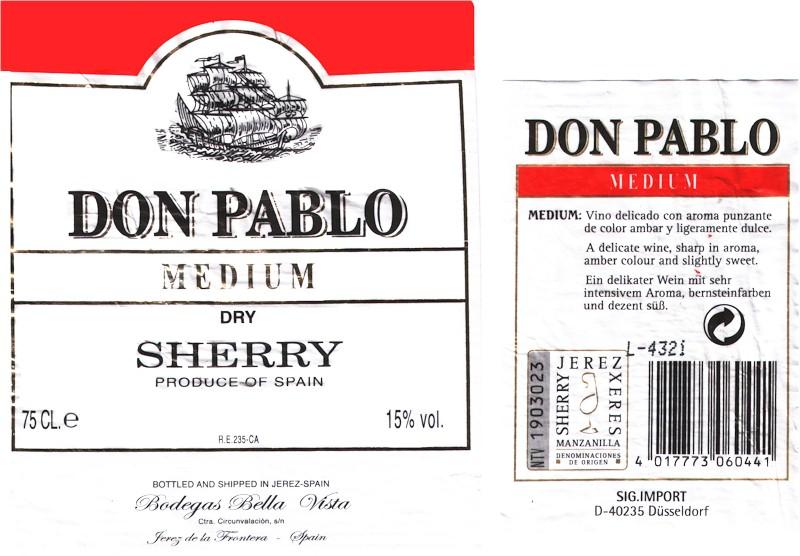 DON PABLO
MEDIUM
DRY
SHERRY
PRODUCE OF SPAIN
75 CL. e
15% vol.
R.E.235-CA
BOTTLED AND SHIPPED IN JEREZ-SPAIN
Bodegas Bella Vista
Ctra. Circunvalación, s/n
Jerez de la Frontera - Spain
DON PABLO
MEDIUM
MEDIUM: Vino delicado con aroma punzante
de color ambar y ligeramente dulce.
A delicate wine, sharp in aroma,
amber colour and slightly sweet.
Ein delikater Wein mit sehr
intensivem Aroma, bernsteinfarben
und dezent süß.
L-432i
NTV 1903023
JEREZ
XERES
SHERRY
MANZANILLA
DENOMINACIONES
DE ORIGEN
4 017773 060441
SIG.IMPORT
D-40235 Düsseldorf